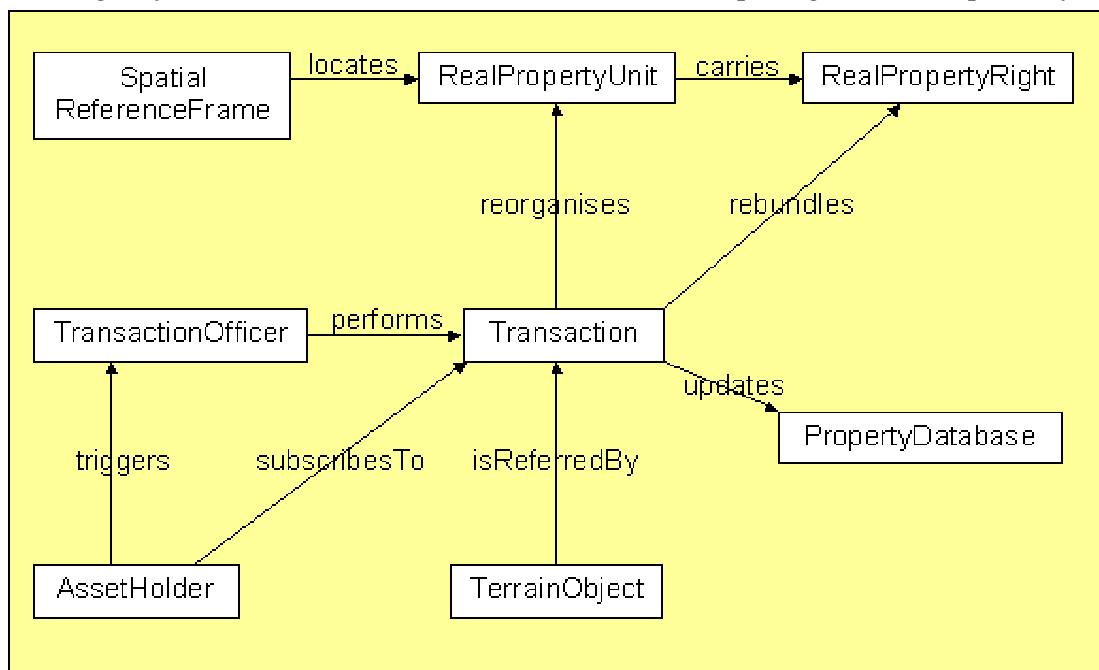 Spatial
ReferenceFrame
locates
RealPropertyUnit
carries
RealPropertyRight
reorganises
rebundles
TransactionOfficer
performs
Transaction
updates
PropertyDatabase
triggers
subscribesTo
isReferredBy
AssetHolder
TerrainObject